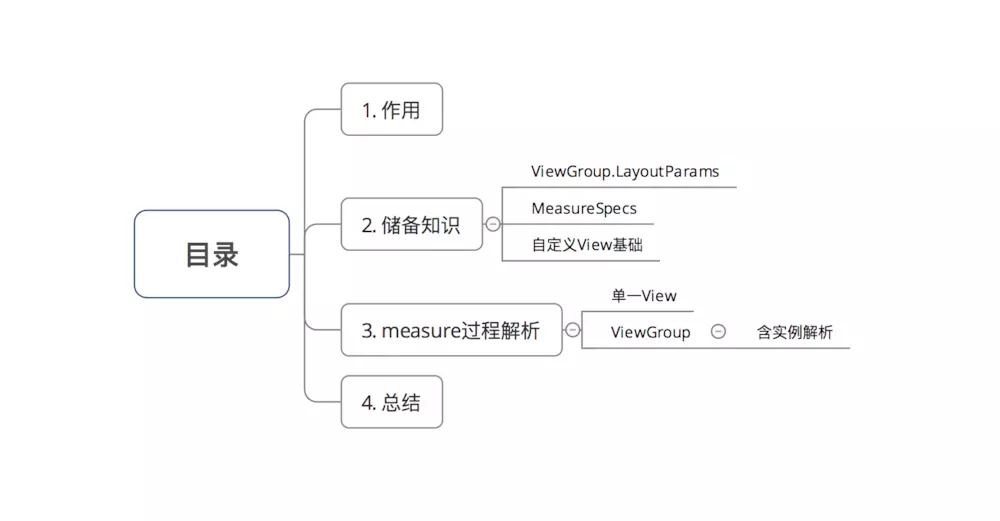 目录
1. 作用
2. 储备知识
ViewGroup.LayoutParams
MeasureSpecs
自定义View基础
3. measure过程解析
单一View
ViewGroup
含实例解析
4. 总结